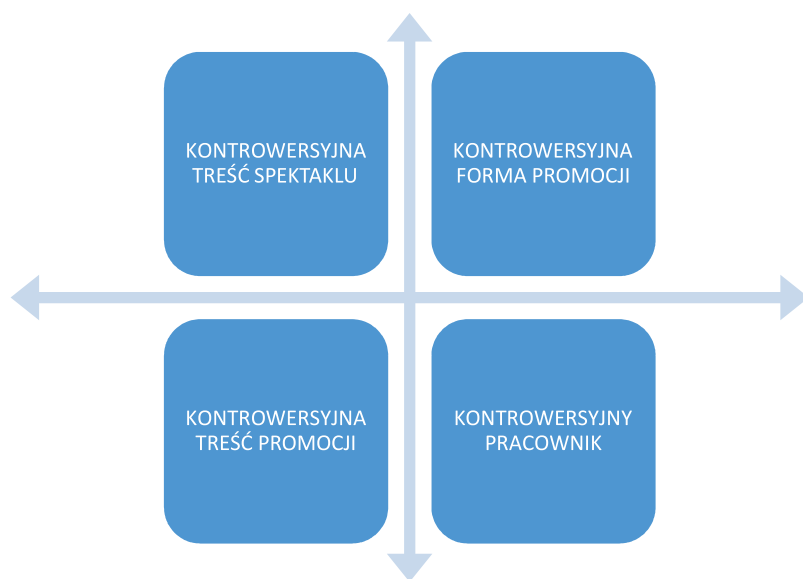 KONTROWERSYJNA
TREŚĆ SPEKTAKLU
KONTROWERSYJNA
FORMA PROMOCJI
KONTROWERSYJNA
TREŚĆ PROMOCJI
KONTROWERSYJNY
PRACOWNIK